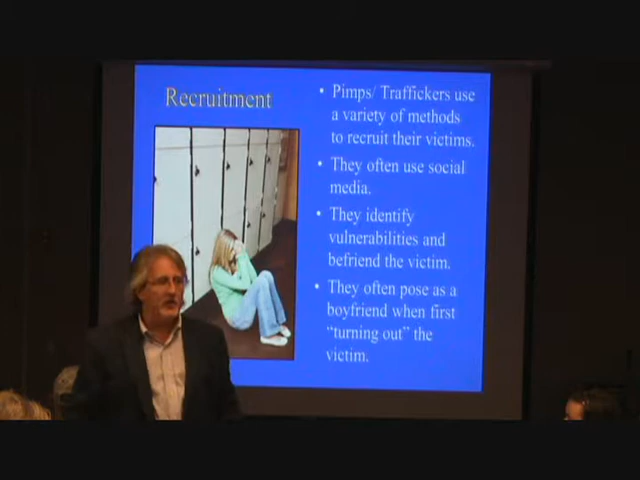 Recruitment
• Pimps/ Traffickers use
a variety of methods
to recruit their victims.
• They often use social
media.
• They identify
vulnerabilities and
befriend the victim.
• They often pose as a
boyfriend when first
“turning out” the
victim.